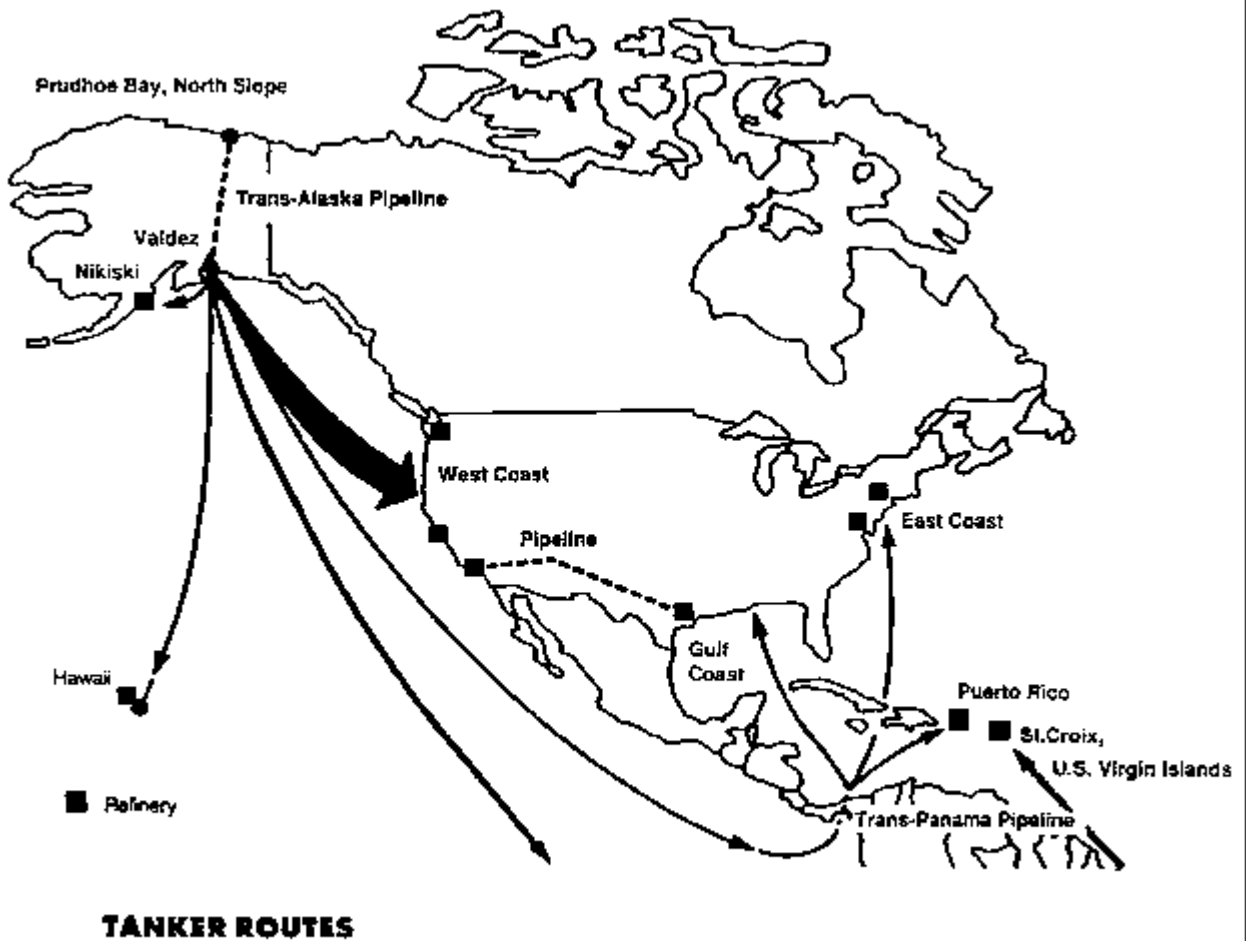 Prudhoe Bay, North Slope
Trans-Alaska Pipeline
Valdez
Nikiski
West Coast
East Coast
Pipeline
Gulf
Coast
Hawaii
Puerto Rico
St.Croix,
U.S. Virgin Islands
Refinery
Trans-Panama Pipeline
TANKER ROUTES